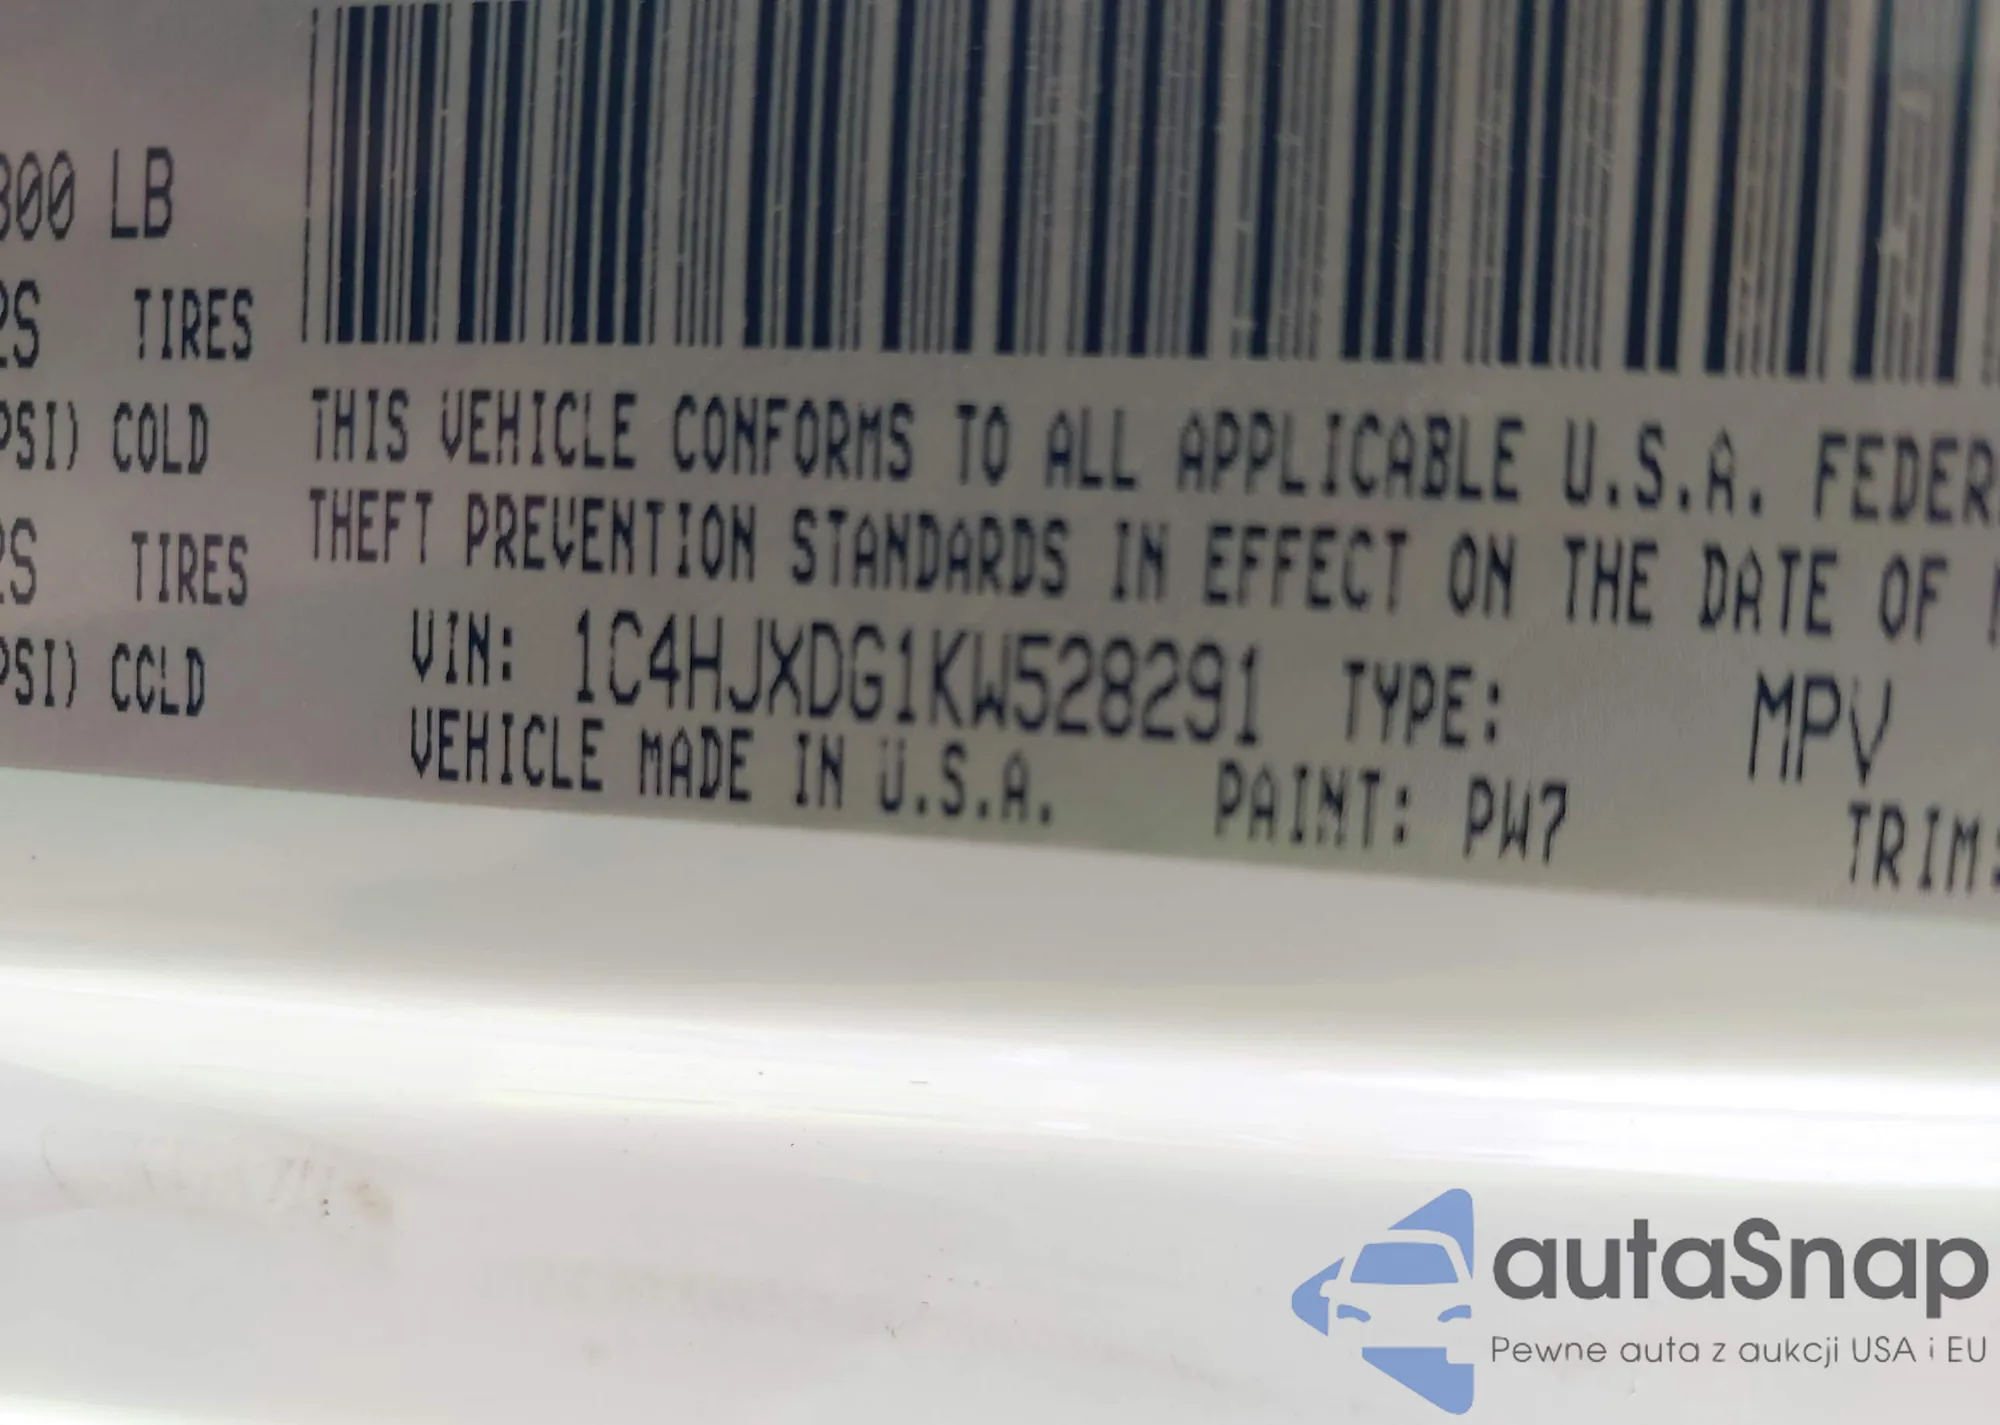 300 LB
RS TIRES
PSI) COLD
RS TIRES
PSI) COLD
THIS VEHICLE CONFORMS TO ALL APPLICABLE U.S.A. FEDER
THEFT PREVENTION STANDARDS IN EFFECT ON THE DATE OF
VIN: 1C4HJXDG1KW528291 TYPE: MPV
VEHICLE MADE IN U.S.A. PAINT: PW7 TRIM:
autaSnap
Pewne auta z aukcji USA i EU